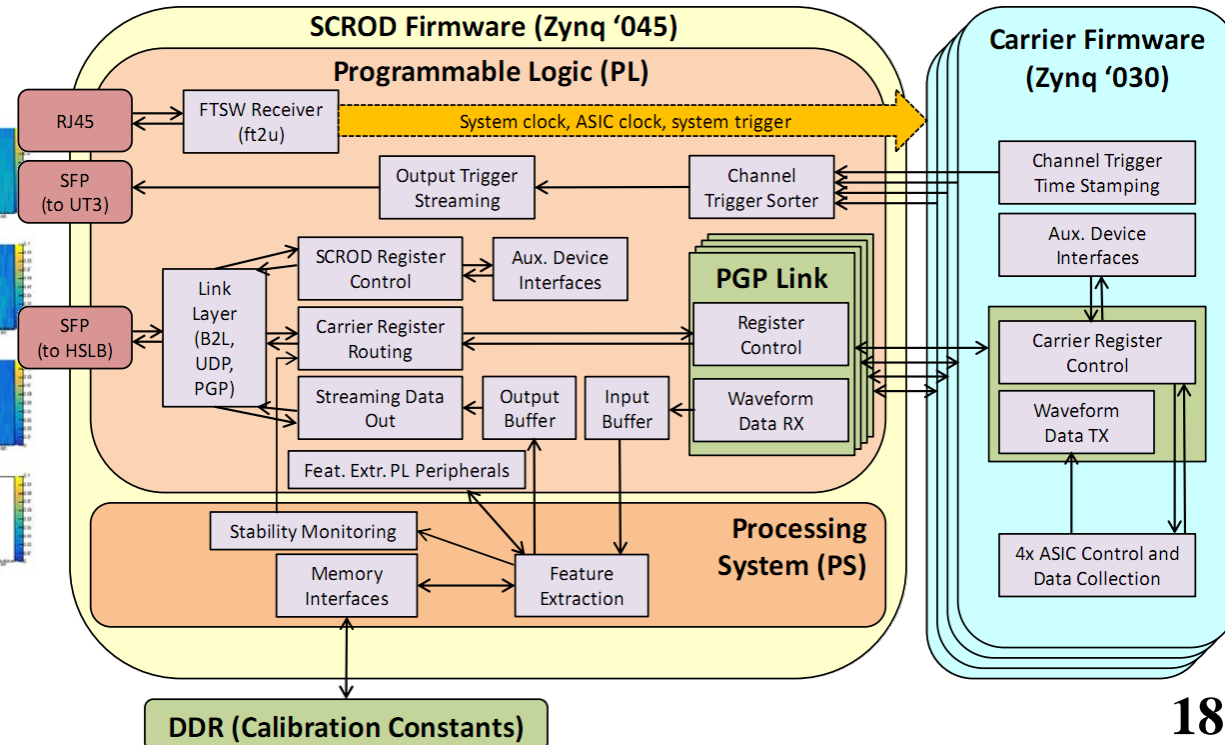 SCROD Firmware (Zynq ‘045)
Programmable Logic (PL)
RJ45
FTSW Receiver
(ft2u)
System clock, ASIC clock, system trigger
SFP
(to UT3)
Output Trigger
Streaming
Channel
Trigger Sorter
SFP
(to HSLB)
Link
Layer
(B2L,
UDP,
PGP)
SCROD Register
Control
Aux. Device
Interfaces
Carrier Register
Routing
Streaming Data
Out
Output
Buffer
Input
Buffer
PGP Link
Register
Control
Waveform
Data RX
Feat. Extr. PL Peripherals
Stability Monitoring
Processing
System (PS)
Memory
Interfaces
Feature
Extraction
DDR (Calibration Constants)
Carrier Firmware
(Zynq ‘030)
Channel Trigger
Time Stamping
Aux. Device
Interfaces
Carrier Register
Control
Waveform
Data TX
4x ASIC Control and
Data Collection
18